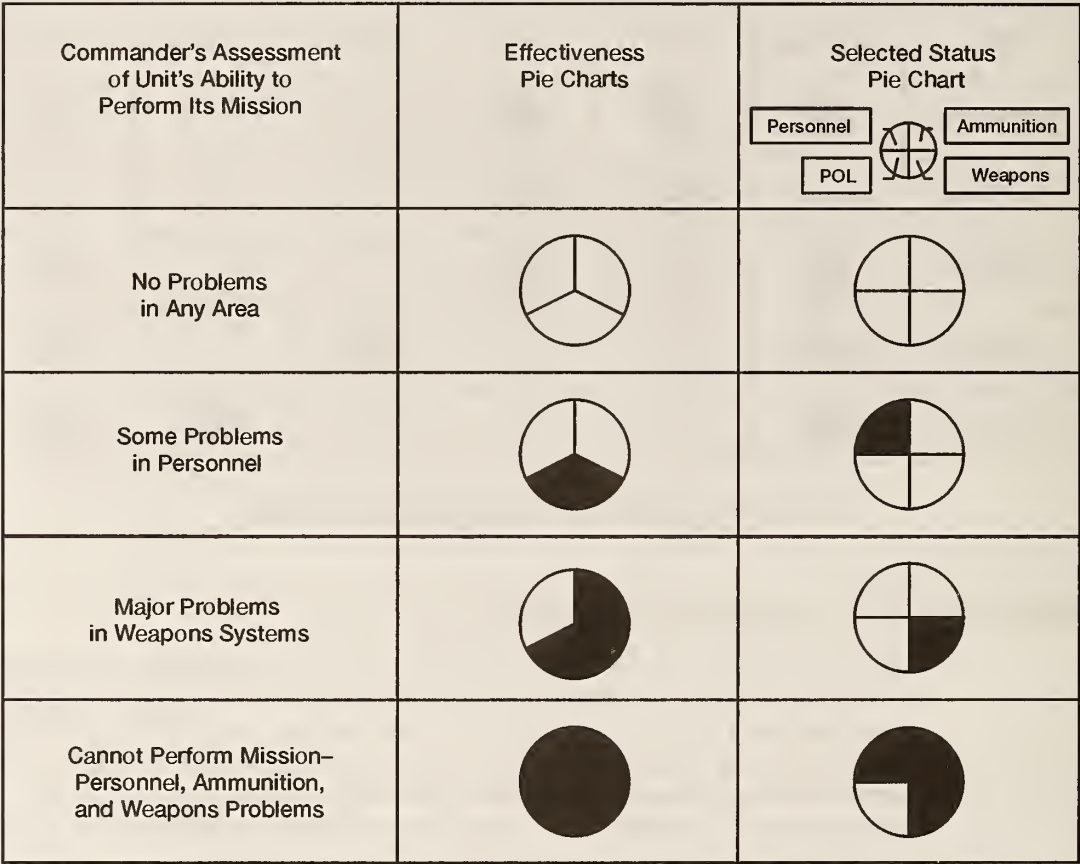 Commander's Assessment
of Unit's Ability to
Perform Its Mission
Effectiveness
Pie Charts
Selected Status
Pie Chart
Personnel
Ammunition
POL
Weapons
No Problems
in Any Area
Some Problems
in Personnel
Major Problems
in Weapons Systems
Cannot Perform Mission–
Personnel, Ammunition,
and Weapons Problems